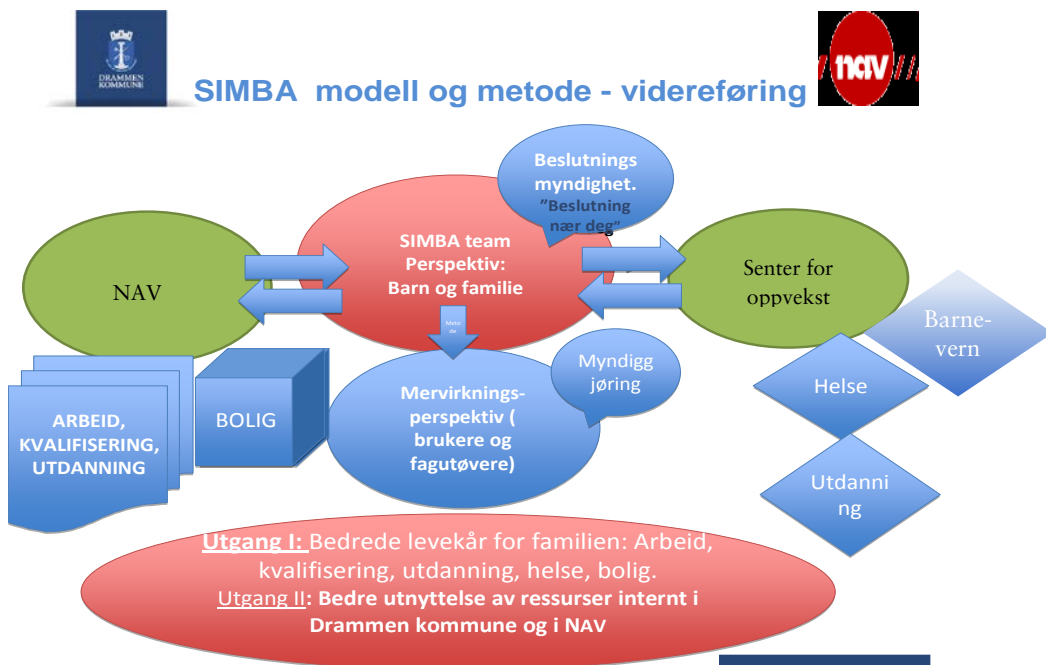 DRAMMEN
KOMMUNE
SIMBA modell og metode - videreføring
nav
Beslutnings
myndighet.
”Beslutning
nær deg”
SIMBA team
Perspektiv:
Barn og familie
NAV
Senter for
oppvekst
Barne-
vern
Meto
de
Myndigg
jøring
Helse
ARBEID,
KVALIFISERING,
UTDANNING
BOLIG
Mervirknings-
perspektiv (
brukere og
fagutøvere)
Utdanni
ng
Utgang I: Bedrede levekår for familien: Arbeid,
kvalifisering, utdanning, helse, bolig.
Utgang II: Bedre utnyttelse av ressurser internt i
Drammen kommune og i NAV